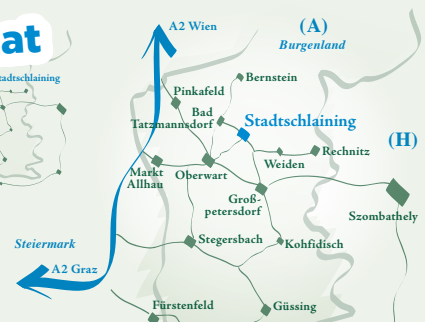 at
A2 Wien
(A)
Burgenland
tadtschlaining
Bernstein
Pinkafeld
Bad
Tatzmannsdorf
Stadtschlaining
(H)
Rechnitz
Weiden
Markt
Allhau
Oberwart
Groß-
petersdorf
Szombathely
Steiermark
Stegersbach
Kohfidisch
A2 Graz
Fürstenfeld
Güssing